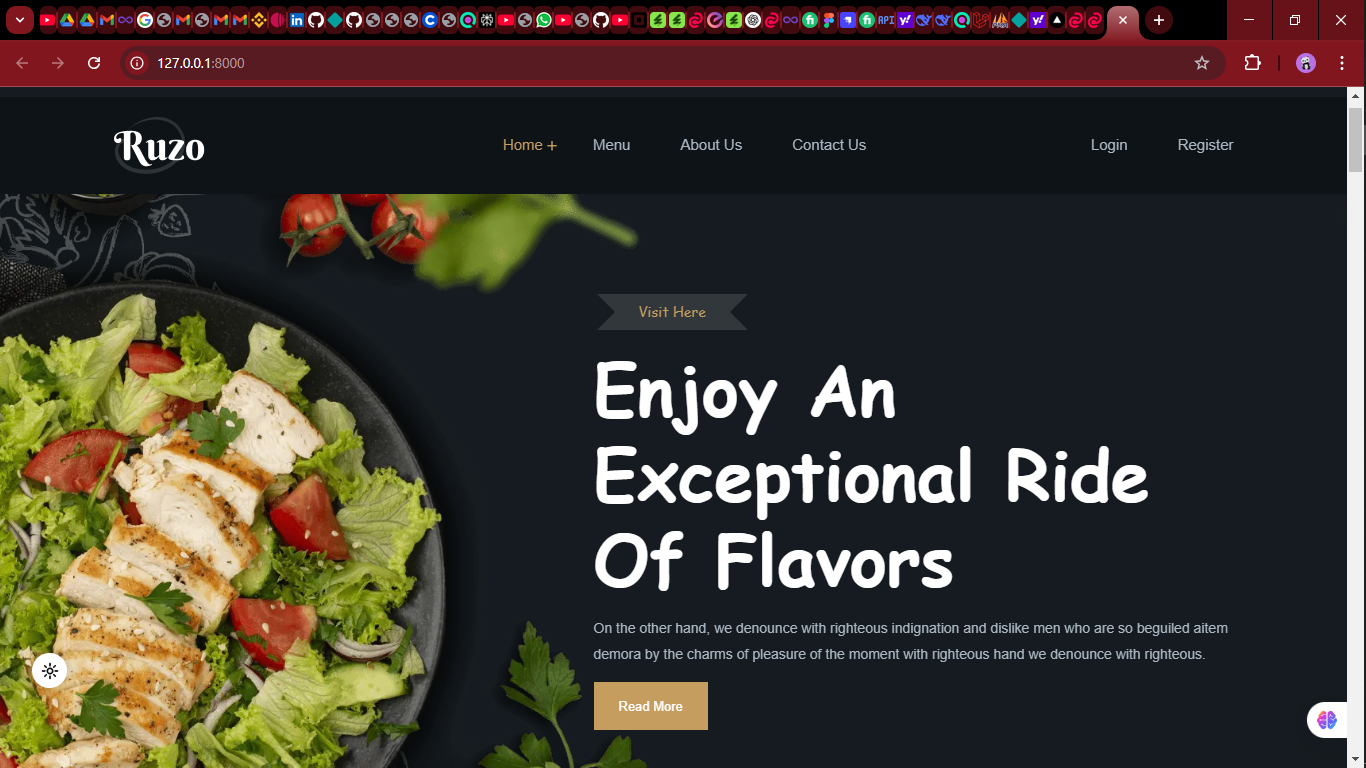 127.0.0.1:8000
Ruzo
Home + Menu About Us Contact Us Login Register
Visit Here
Enjoy An
Exceptional Ride
Of Flavors
On the other hand, we denounce with righteous indignation and dislike men who are so beguiled aitem
demora by the charms of pleasure of the moment with righteous hand we denounce with righteous.
Read More